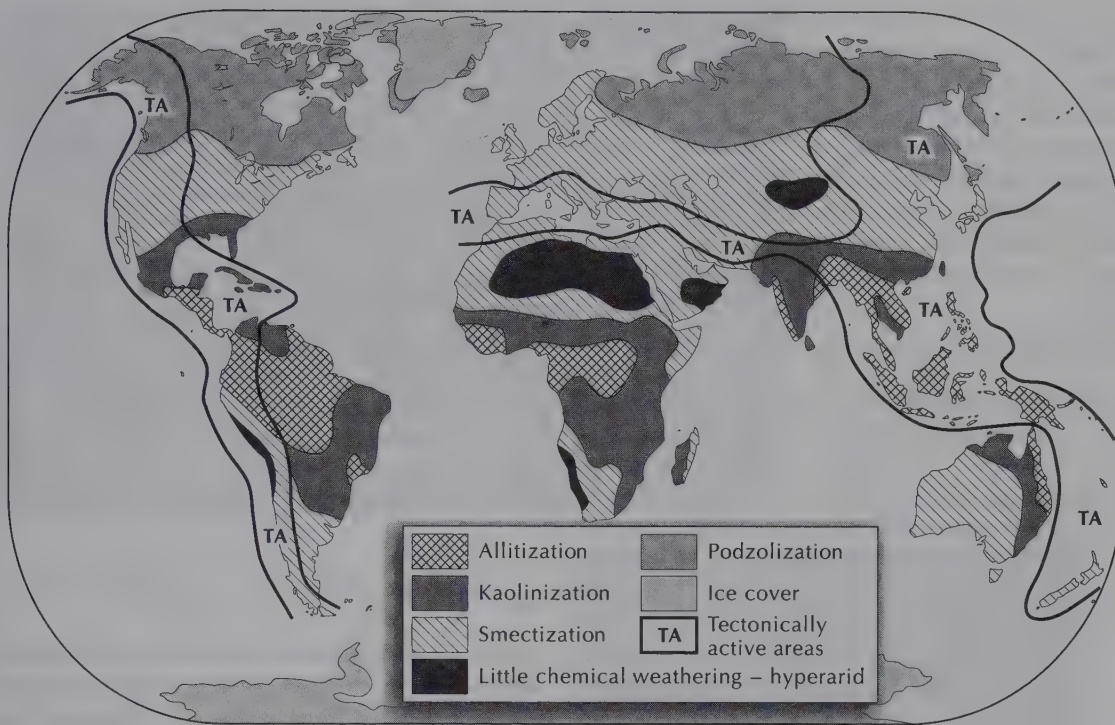 TA
TA
TA
TA
TA
TA
TA
TA
Allitization
Podzolization
Kaolinization
Ice cover
Smectization
TA Tectonically
active areas
Little chemical weathering – hyperarid